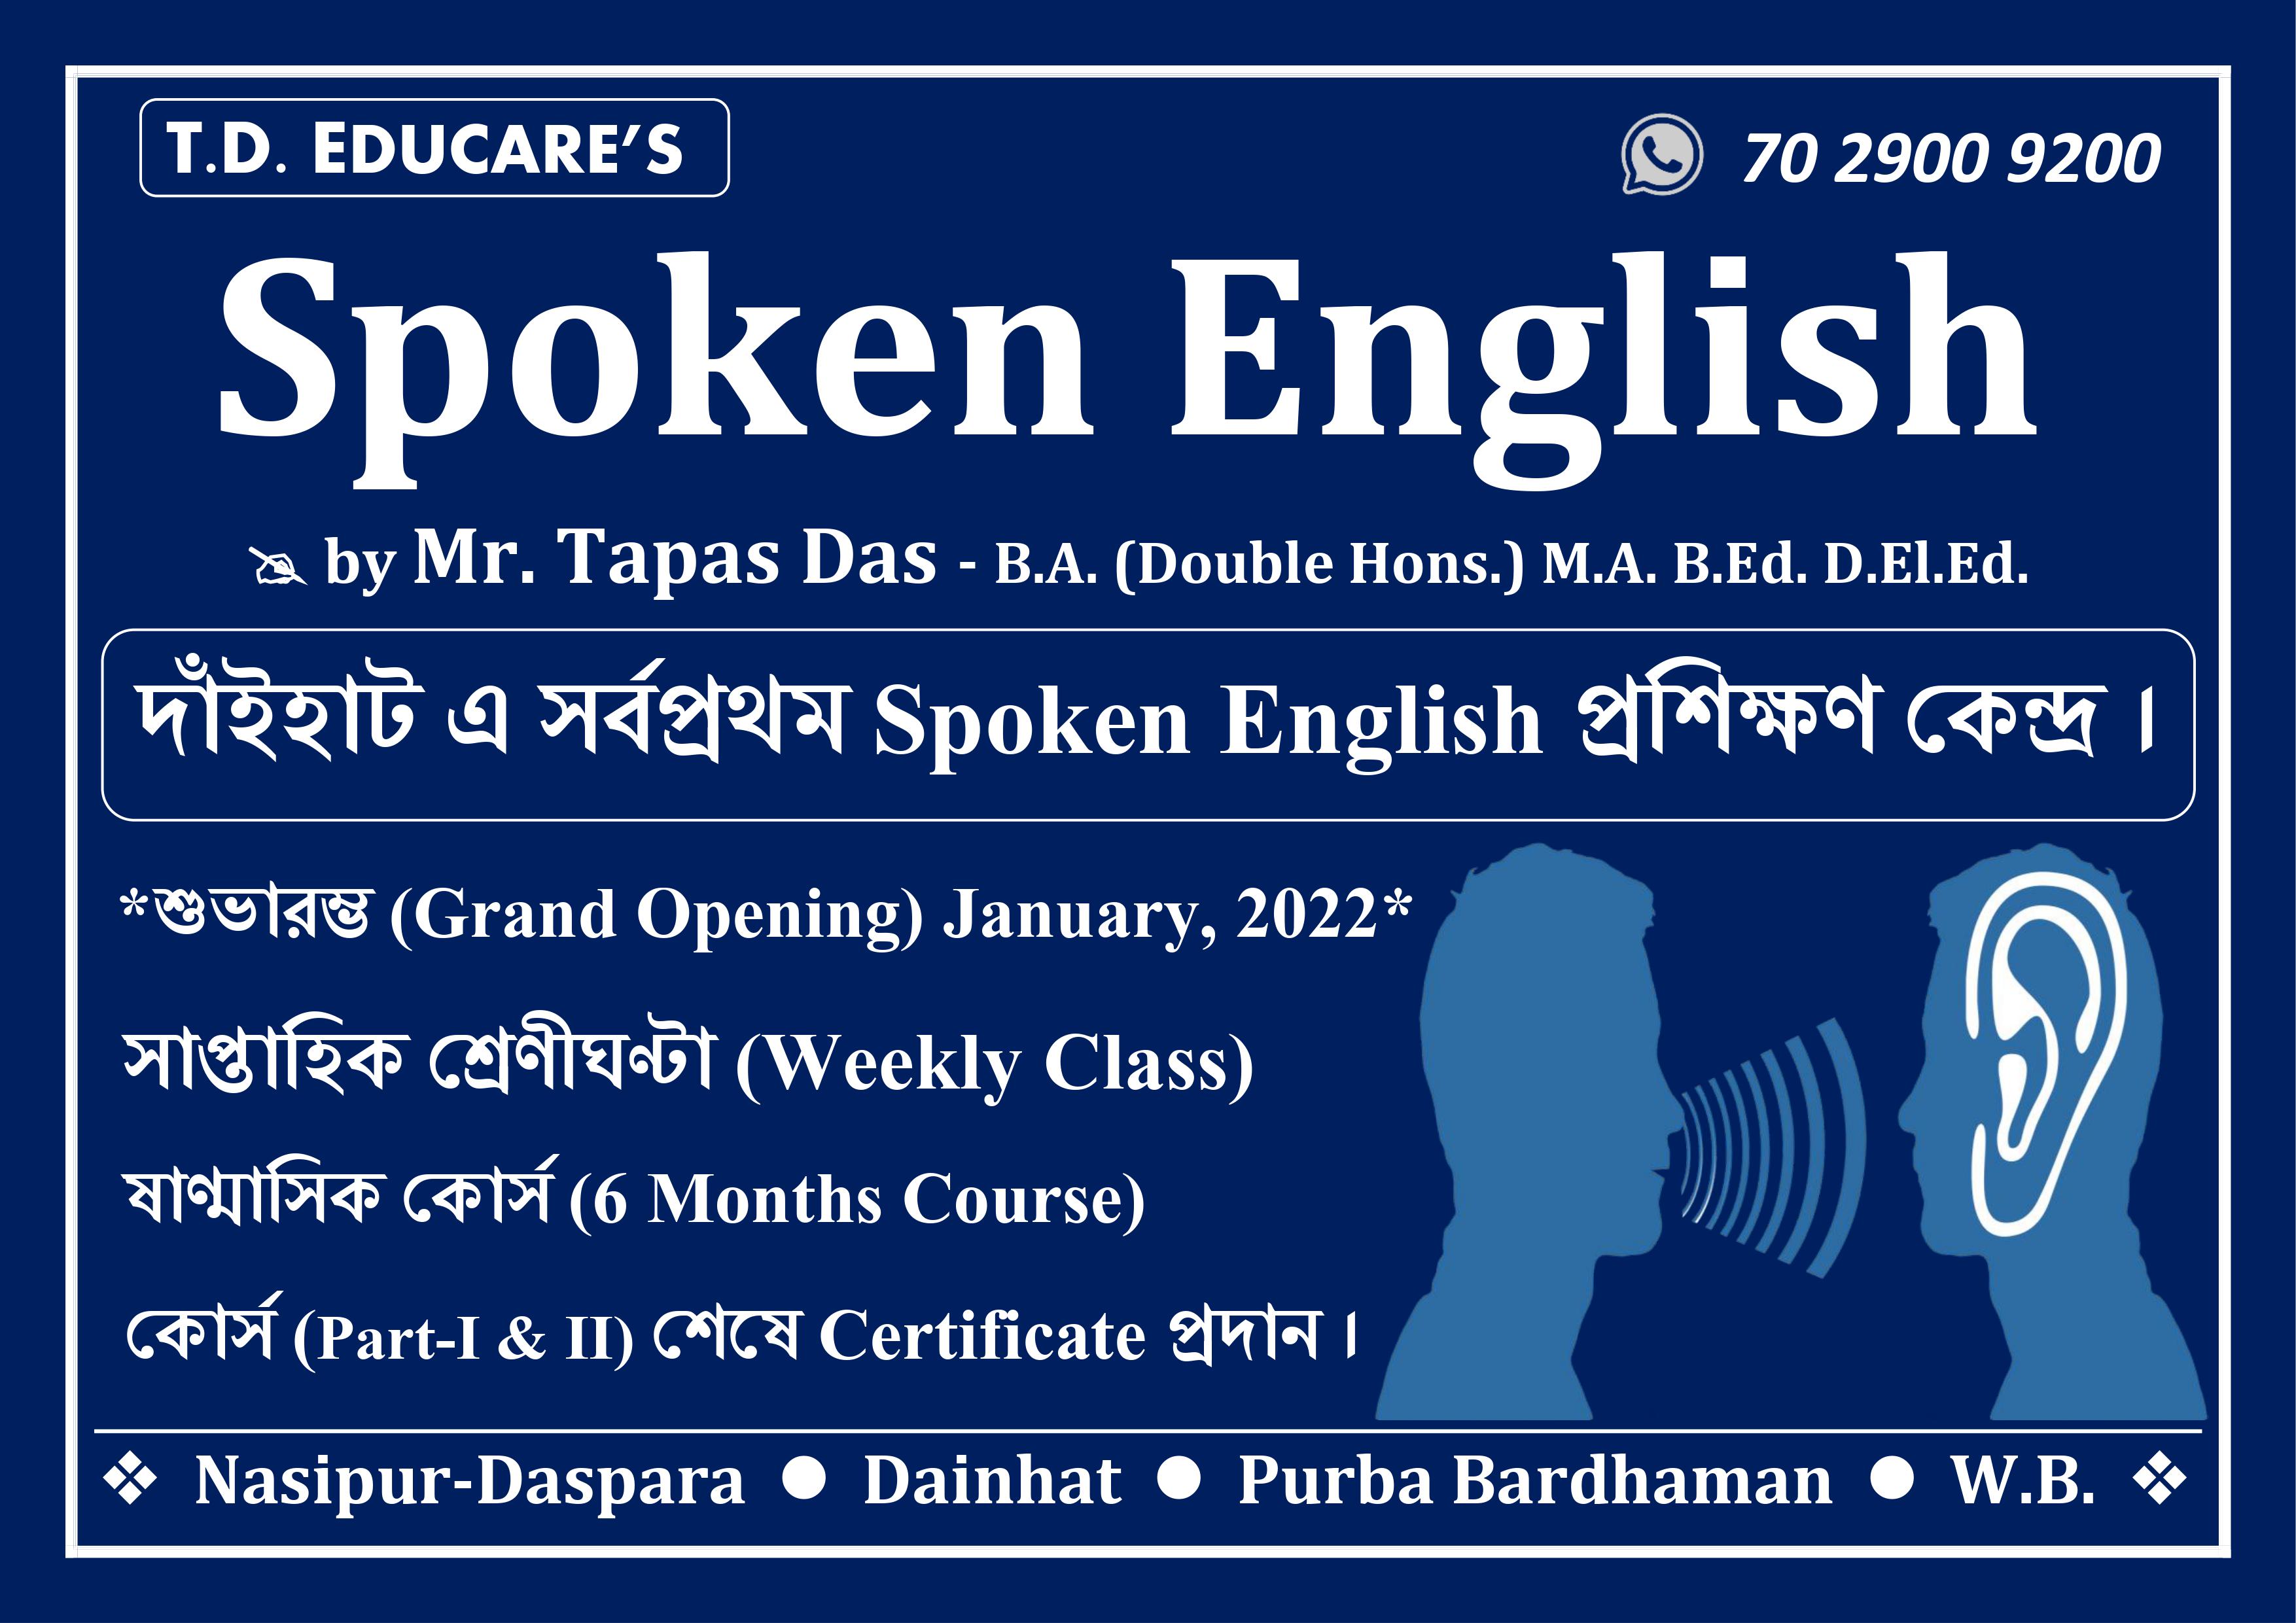 T.D. EDUCARE’S
70 2900 9200
Spoken English
by Mr. Tapas Das - B.A. (Double Hons.) M.A. B.Ed. D.El.Ed.
দাঁইহাট এ সর্বপ্রথম Spoken English প্রশিক্ষণ কেন্দ্র ।
*শুভারম্ভ (Grand Opening) January, 2022*
সাপ্তাহিক শ্রেণীঘন্টা (Weekly Class)
ষাণ্মাসিক কোর্স (6 Months Course)
কোর্স (Part-I & II) শেষে Certificate প্রদান ।
❖ Nasipur-Daspara ● Dainhat ● Purba Bardhaman ● W.B. ❖